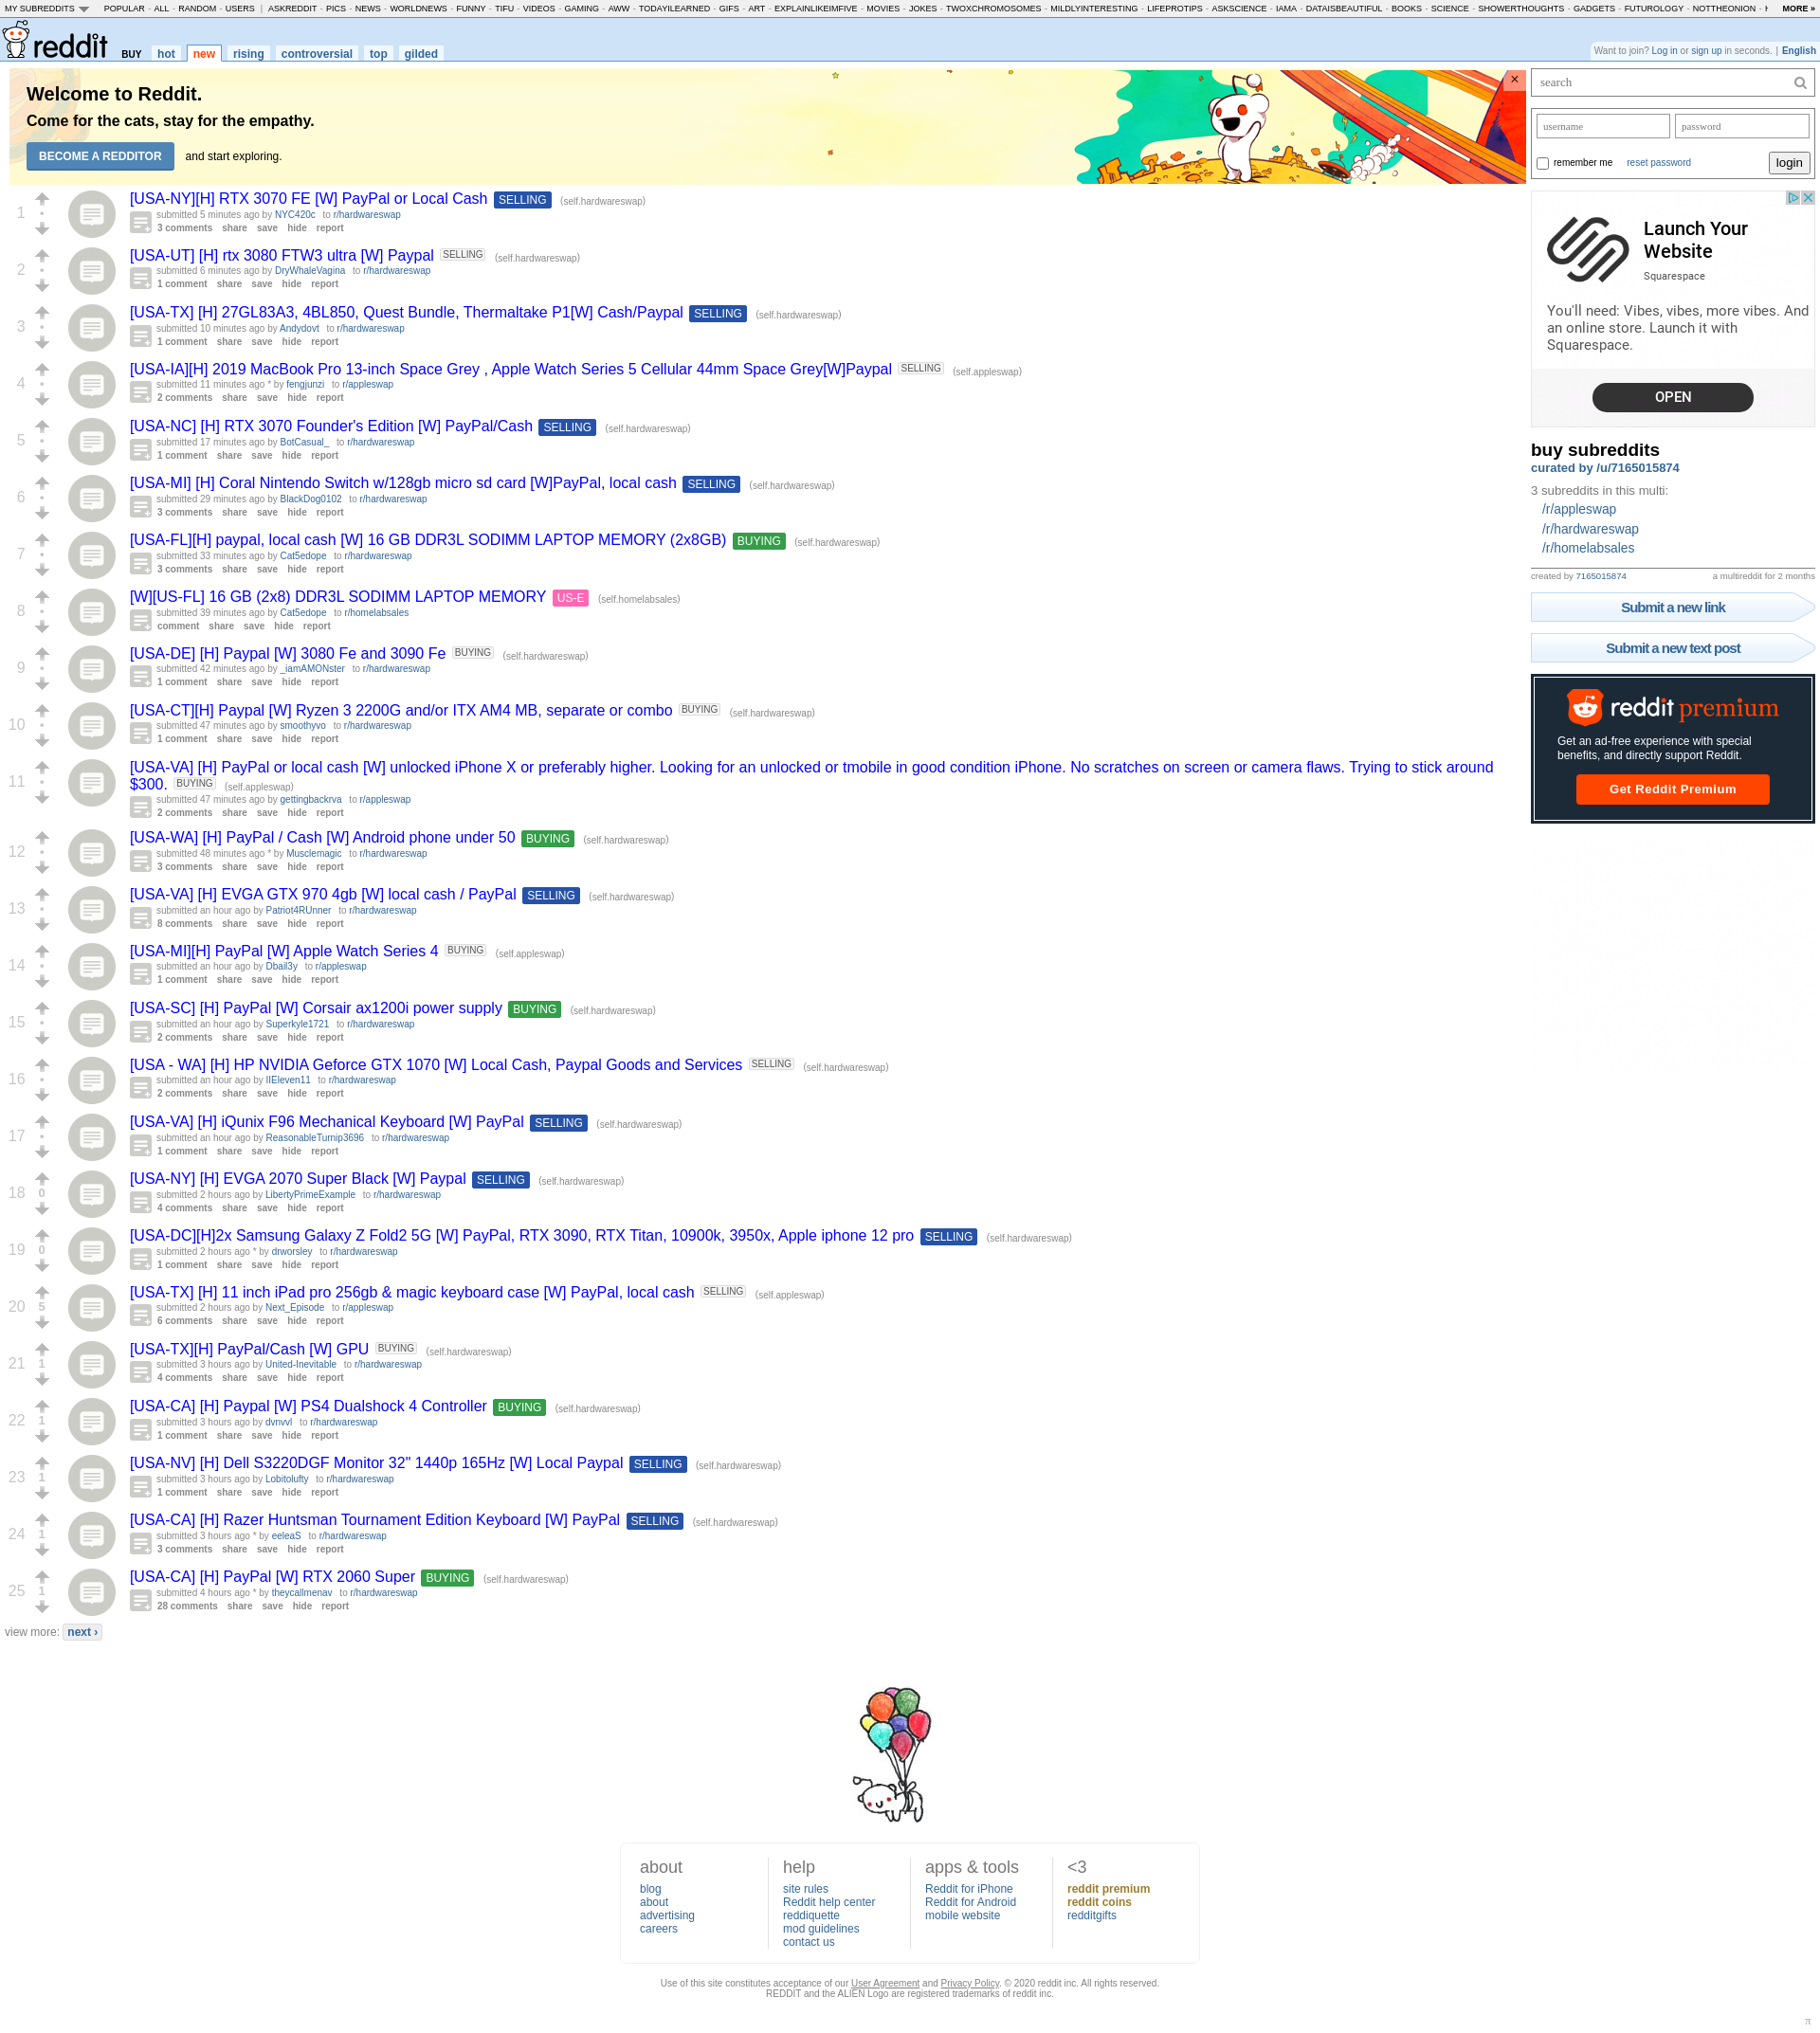 MY SUBREDDITS POPULAR - ALL - RANDOM - USERS | ASKREDDIT - PICS - NEWS - WORLDNEWS - FUNNY - TIFU - VIDEOS - GAMING - AWW - TODAYILEARNED - GIFS - ART - EXPLAINLIKEIMFIVE - MOVIES - JOKES - TWOXCHROMOSOMES - MILDLYINTERESTING - LIFEPROTIPS - ASKSCIENCE - IAMA - DATAISBEAUTIFUL - BOOKS - SCIENCE - SHOWERTHOUGHTS - GADGETS - FUTUROLOGY - NOTTHEONION - MORE »
reddit BUY hot new rising controversial top gilded
Want to join? Log in or sign up in seconds. | English
Welcome to Reddit.
Come for the cats, stay for the empathy.
BECOME A REDDITOR and start exploring.
×
1 [USA-NY][H] RTX 3070 FE [W] PayPal or Local Cash SELLING (self.hardwareswap)
submitted 5 minutes ago by NYC420c to r/hardwareswap
3 comments share save hide report
2 [USA-UT] [H] rtx 3080 FTW3 ultra [W] Paypal SELLING (self.hardwareswap)
submitted 6 minutes ago by DryWhaleVagina to r/hardwareswap
1 comment share save hide report
3 [USA-TX] [H] 27GL83A3, 4BL850, Quest Bundle, Thermaltake P1[W] Cash/Paypal SELLING (self.hardwareswap)
submitted 10 minutes ago by Andydovt to r/hardwareswap
1 comment share save hide report
4 [USA-IA][H] 2019 MacBook Pro 13-inch Space Grey , Apple Watch Series 5 Cellular 44mm Space Grey[W]Paypal SELLING (self.appleswap)
submitted 11 minutes ago * by fengjunzi to r/appleswap
2 comments share save hide report
5 [USA-NC] [H] RTX 3070 Founder's Edition [W] PayPal/Cash SELLING (self.hardwareswap)
submitted 17 minutes ago by BotCasual_ to r/hardwareswap
1 comment share save hide report
6 [USA-MI] [H] Coral Nintendo Switch w/128gb micro sd card [W]PayPal, local cash SELLING (self.hardwareswap)
submitted 29 minutes ago by BlackDog0102 to r/hardwareswap
3 comments share save hide report
7 [USA-FL][H] paypal, local cash [W] 16 GB DDR3L SODIMM LAPTOP MEMORY (2x8GB) BUYING (self.hardwareswap)
submitted 33 minutes ago by Cat5edope to r/hardwareswap
3 comments share save hide report
8 [W][US-FL] 16 GB (2x8) DDR3L SODIMM LAPTOP MEMORY US-E (self.homelabsales)
submitted 39 minutes ago by Cat5edope to r/homelabsales
comment share save hide report
9 [USA-DE] [H] Paypal [W] 3080 Fe and 3090 Fe BUYING (self.hardwareswap)
submitted 42 minutes ago by _iamAMONster to r/hardwareswap
1 comment share save hide report
10 [USA-CT][H] Paypal [W] Ryzen 3 2200G and/or ITX AM4 MB, separate or combo BUYING (self.hardwareswap)
submitted 47 minutes ago by smoothyvo to r/hardwareswap
1 comment share save hide report
11 [USA-VA] [H] PayPal or local cash [W] unlocked iPhone X or preferably higher. Looking for an unlocked or tmobile in good condition iPhone. No scratches on screen or camera flaws. Trying to stick around
$300. BUYING (self.appleswap)
submitted 47 minutes ago by gettingbackrva to r/appleswap
2 comments share save hide report
12 [USA-WA] [H] PayPal / Cash [W] Android phone under 50 BUYING (self.hardwareswap)
submitted 48 minutes ago * by Musclemagic to r/hardwareswap
3 comments share save hide report
13 [USA-VA] [H] EVGA GTX 970 4gb [W] local cash / PayPal SELLING (self.hardwareswap)
submitted an hour ago by Patriot4RUnner to r/hardwareswap
8 comments share save hide report
14 [USA-MI][H] PayPal [W] Apple Watch Series 4 BUYING (self.appleswap)
submitted an hour ago by Dbail3y to r/appleswap
1 comment share save hide report
15 [USA-SC] [H] PayPal [W] Corsair ax1200i power supply BUYING (self.hardwareswap)
submitted an hour ago by Superkyle1721 to r/hardwareswap
2 comments share save hide report
16 [USA - WA] [H] HP NVIDIA Geforce GTX 1070 [W] Local Cash, Paypal Goods and Services SELLING (self.hardwareswap)
submitted an hour ago by IIEleven11 to r/hardwareswap
2 comments share save hide report
17 [USA-VA] [H] iQunix F96 Mechanical Keyboard [W] PayPal SELLING (self.hardwareswap)
submitted an hour ago by ReasonableTurnip3696 to r/hardwareswap
1 comment share save hide report
18 0 [USA-NY] [H] EVGA 2070 Super Black [W] Paypal SELLING (self.hardwareswap)
submitted 2 hours ago by LibertyPrimeExample to r/hardwareswap
4 comments share save hide report
19 0 [USA-DC][H]2x Samsung Galaxy Z Fold2 5G [W] PayPal, RTX 3090, RTX Titan, 10900k, 3950x, Apple iphone 12 pro SELLING (self.hardwareswap)
submitted 2 hours ago * by drworsley to r/hardwareswap
1 comment share save hide report
20 5 [USA-TX] [H] 11 inch iPad pro 256gb & magic keyboard case [W] PayPal, local cash SELLING (self.appleswap)
submitted 2 hours ago by Next_Episode to r/appleswap
6 comments share save hide report
21 1 [USA-TX][H] PayPal/Cash [W] GPU BUYING (self.hardwareswap)
submitted 3 hours ago by United-Inevitable to r/hardwareswap
4 comments share save hide report
22 1 [USA-CA] [H] Paypal [W] PS4 Dualshock 4 Controller BUYING (self.hardwareswap)
submitted 3 hours ago by dvnvvl to r/hardwareswap
1 comment share save hide report
23 1 [USA-NV] [H] Dell S3220DGF Monitor 32" 1440p 165Hz [W] Local Paypal SELLING (self.hardwareswap)
submitted 3 hours ago by Lobitolufty to r/hardwareswap
1 comment share save hide report
24 1 [USA-CA] [H] Razer Huntsman Tournament Edition Keyboard [W] PayPal SELLING (self.hardwareswap)
submitted 3 hours ago * by eeleaS to r/hardwareswap
3 comments share save hide report
25 1 [USA-CA] [H] PayPal [W] RTX 2060 Super BUYING (self.hardwareswap)
submitted 4 hours ago * by theycallmenav to r/hardwareswap
28 comments share save hide report
view more: next ›
search
username password
remember me reset password login
Launch Your
Website
Squarespace
You'll need: Vibes, vibes, more vibes. And
an online store. Launch it with
Squarespace.
OPEN
buy subreddits
curated by /u/7165015874
3 subreddits in this multi:
/r/appleswap
/r/hardwareswap
/r/homelabsales
created by 7165015874 a multireddit for 2 months
Submit a new link
Submit a new text post
reddit premium
Get an ad-free experience with special
benefits, and directly support Reddit.
Get Reddit Premium
about
blog
about
advertising
careers
help
site rules
Reddit help center
reddiquette
mod guidelines
contact us
apps & tools
Reddit for iPhone
Reddit for Android
mobile website
<3
reddit premium
reddit coins
redditgifts
Use of this site constitutes acceptance of our User Agreement and Privacy Policy. © 2020 reddit inc. All rights reserved.
REDDIT and the ALIEN Logo are registered trademarks of reddit inc.
π